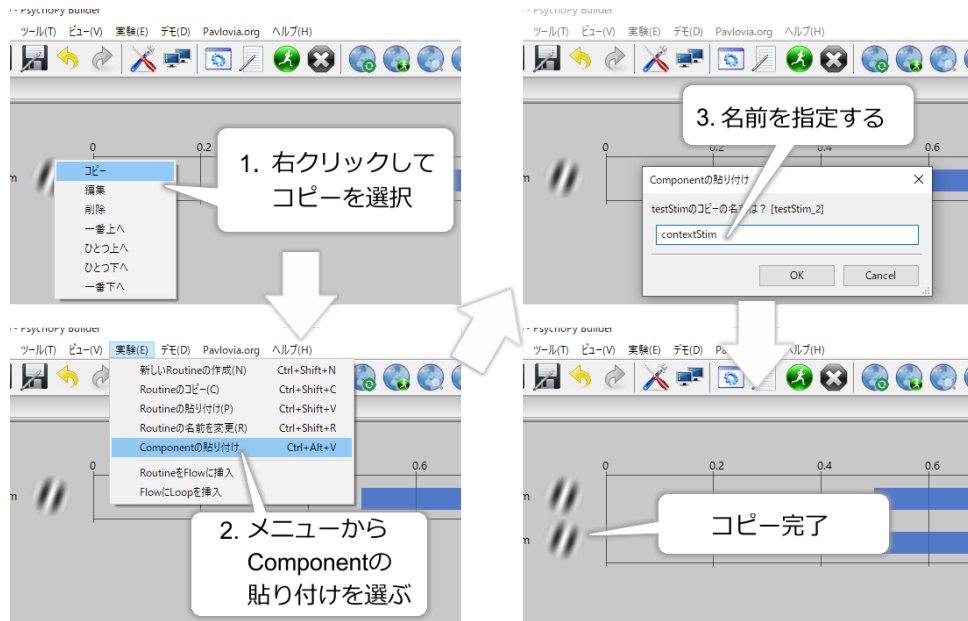 - PsychoPy Builder
ツール(T) ビュー(V) 実験(E) デモ(D) Pavlovia.org ヘルプ(H)
0 0.2
コピー
編集
削除
一番上へ
ひとつ上へ
ひとつ下へ
一番下へ
1. 右クリックして
コピーを選択
- PsychoPy Builder
ツール(T) ビュー(V) 実験(E) デモ(D) Pavlovia.org ヘルプ(H)
新しいRoutineの作成(N) Ctrl+Shift+N
Routineのコピー(C) Ctrl+Shift+C
Routineの貼り付け(P) Ctrl+Shift+V
Routineの名前を変更(R) Ctrl+Shift+R
Componentの貼り付け Ctrl+Alt+V
RoutineをFlowに挿入
FlowにLoopを挿入
0 0.6
m
2. メニューから
Componentの
貼り付けを選ぶ
- PsychoPy Builder
ツール(T) ビュー(V) 実験(E) デモ(D) Pavlovia.org ヘルプ(H)
3. 名前を指定する
0 0.2 0.4 0.6
m
Componentの貼り付け
testStimのコピーの名前は? [testStim_2]
contextStim
OK Cancel
- PsychoPy Builder
ツール(T) ビュー(V) 実験(E) デモ(D) ヘルプ(H)
0 0.2 0.4 0.6
m
m
コピー完了